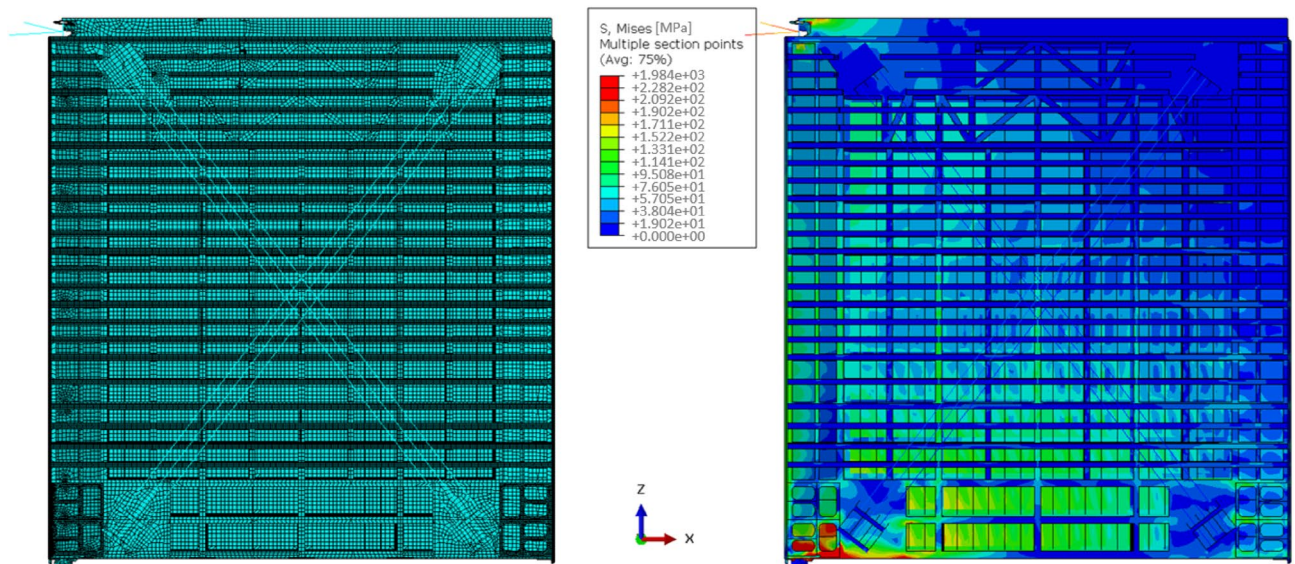 S, Mises [MPa]
Multiple section points
(Avg: 75%)
+1.984e+03
+2.282e+02
+2.092e+02
+1.902e+02
+1.711e+02
+1.522e+02
+1.331e+02
+1.141e+02
+9.508e+01
+7.605e+01
+5.705e+01
+3.804e+01
+1.902e+01
+0.000e+00
Z
X